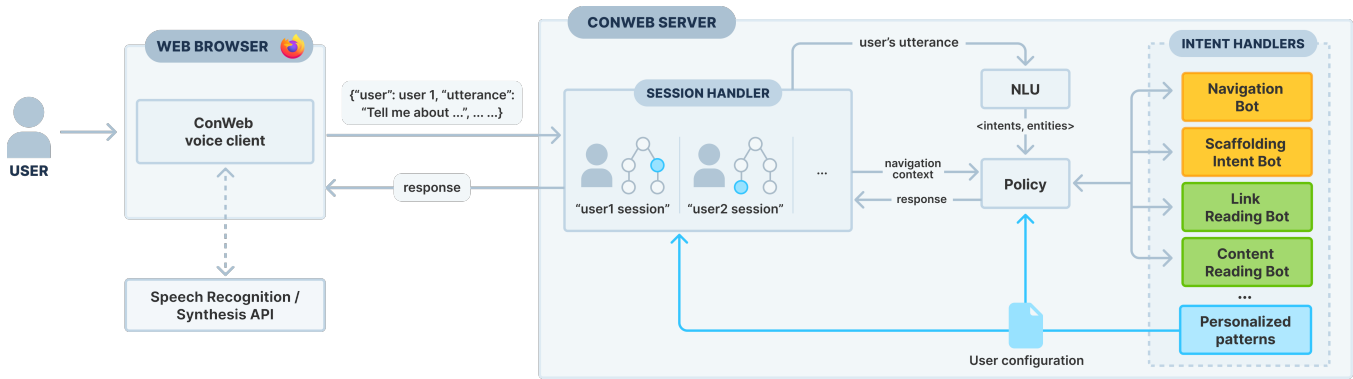 USER
WEB BROWSER
ConWeb
voice client
Speech Recognition /
Synthesis API
{“user”: user 1, “utterance”:
“Tell me about ...”, ... ...}
response
CONWEB SERVER
SESSION HANDLER
“user1 session”
“user2 session”
...
user’s utterance
NLU
<intents, entities>
navigation
context
response
Policy
User configuration
INTENT HANDLERS
Navigation
Bot
Scaffolding
Intent Bot
Link
Reading Bot
Content
Reading Bot
...
Personalized
patterns